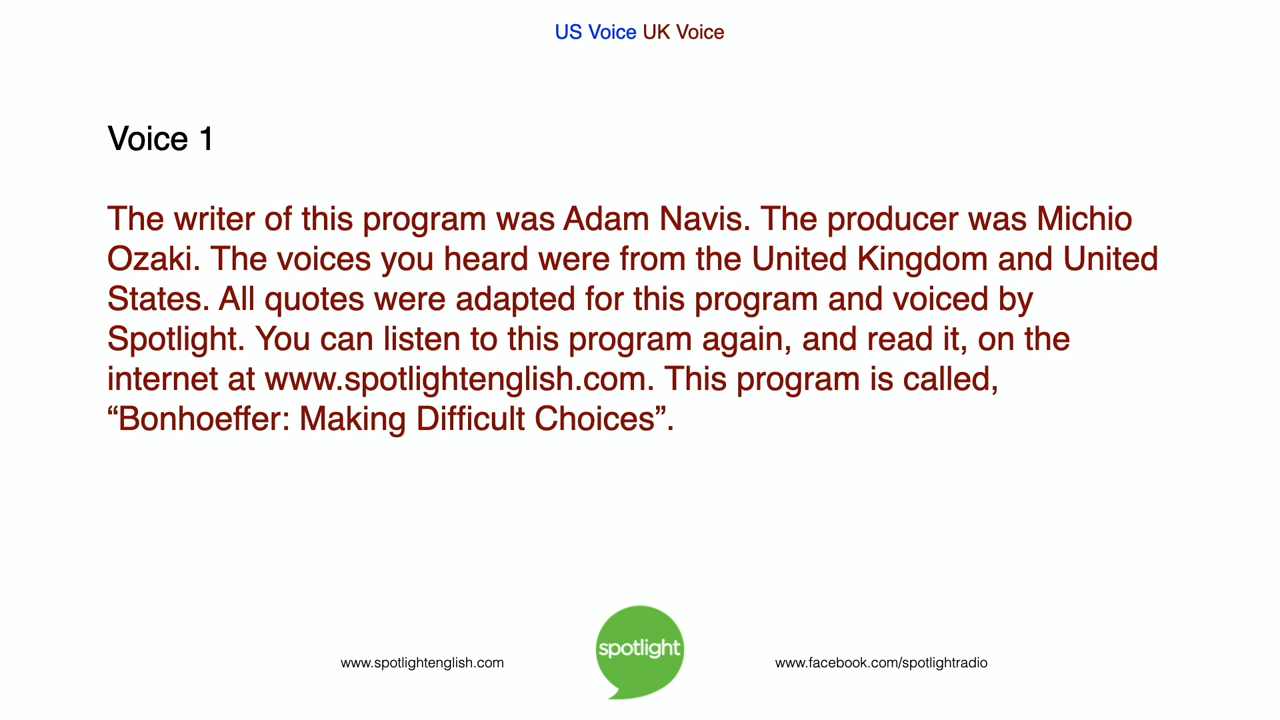 US Voice UK Voice
Voice 1
The writer of this program was Adam Navis. The producer was Michio
Ozaki. The voices you heard were from the United Kingdom and United
States. All quotes were adapted for this program and voiced by
Spotlight. You can listen to this program again, and read it, on the
internet at www.spotlightenglish.com. This program is called,
“Bonhoeffer: Making Difficult Choices”.
spotlight
www.spotlightenglish.com
www.facebook.com/spotlightradio